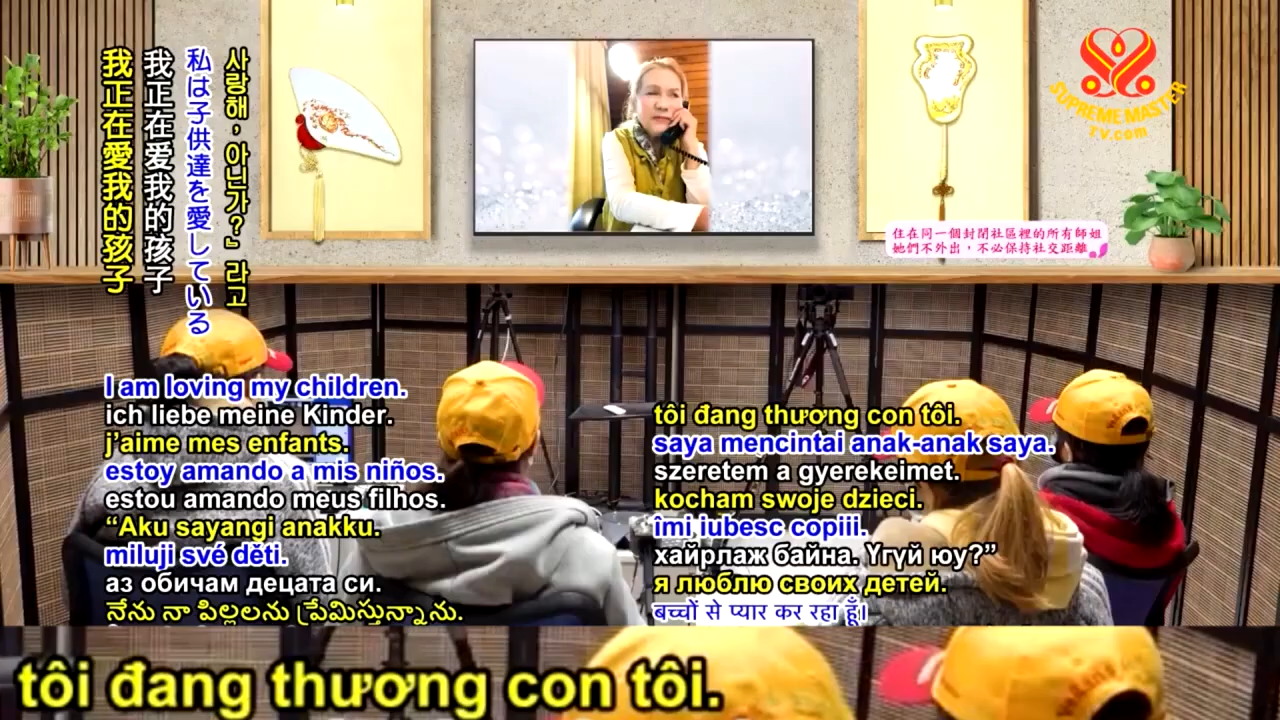 사랑해, 아닌가?』 라고
私は子供達を愛している
我正在爱我的孩子
我正在愛我的孩子
SUPREME MASTER
TV.com
住在同一個封閉社區裡的所有師姐
她們不外出，不必保持社交距離
I am loving my children.
ich liebe meine Kinder.
j’aime mes enfants.
estoy amando a mis niños.
estou amando meus filhos.
“Aku sayangi anakku.
miluji své děti.
аз обичам децата си.
నేను నా పిల్లలను ప్రేమిస్తున్నాను.
tôi đang thương con tôi.
saya mencintai anak-anak saya.
szeretem a gyerekeimet.
kocham swoje dzieci.
îmi iubesc copiii.
хайрлаж байна. Үгүй юу?”
я люблю своих детей.
बच्चों से प्यार कर रहा हूँ।
tôi đang thương con tôi.